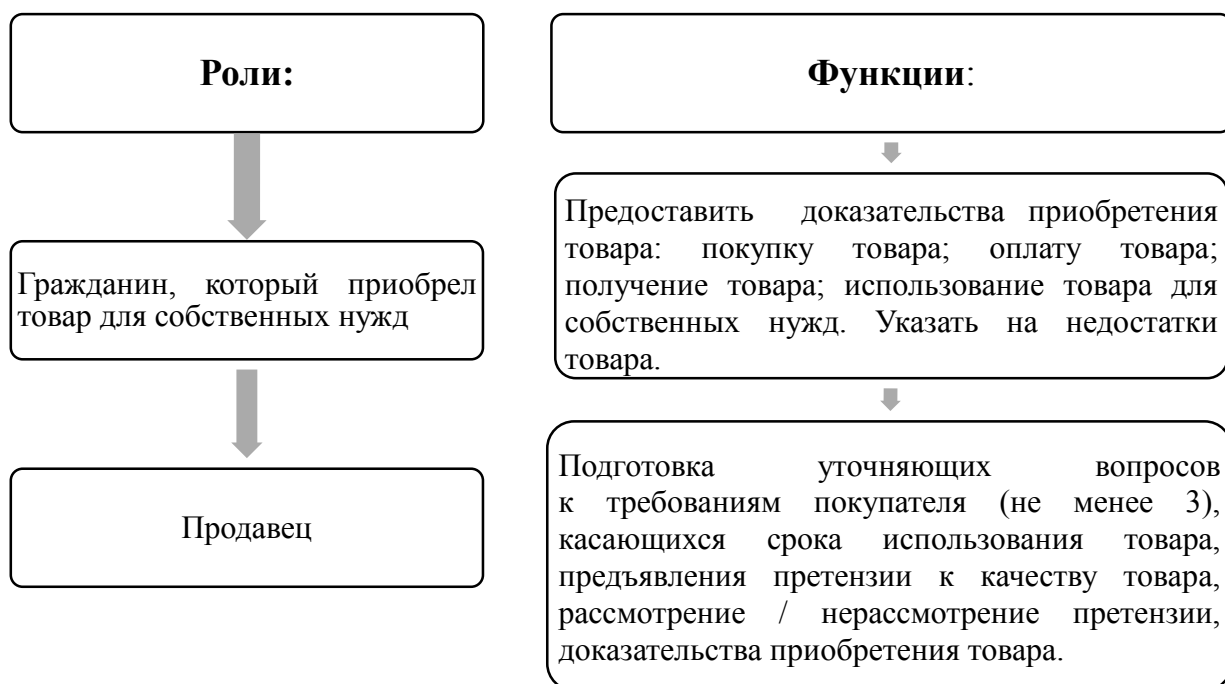 Роли:
Функции:
Гражданин, который приобрел
товар для собственных нужд
Предоставить доказательства приобретения
товара: покупку товара; оплату товара;
получение товара; использование товара для
собственных нужд. Указать на недостатки
товара.
Продавец
Подготовка уточняющих вопросов
к требованиям покупателя (не менее 3),
касающихся срока использования товара,
предъявления претензии к качеству товара,
рассмотрение / нерассмотрение претензии,
доказательства приобретения товара.